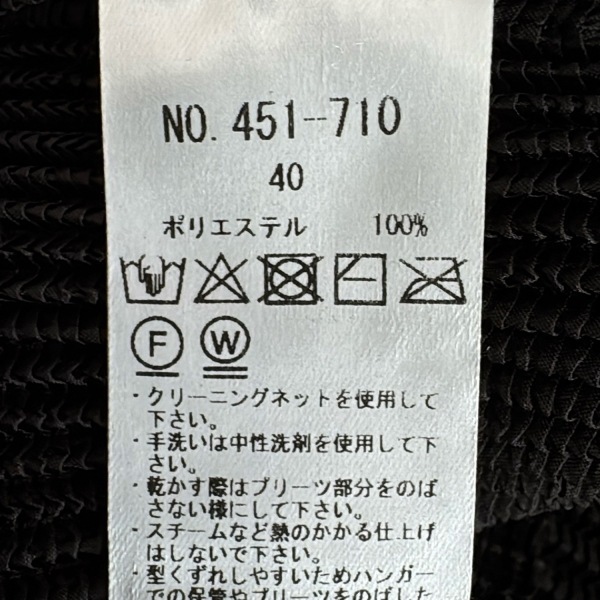 NO. 451-710
40
ポリエステル 100%
F W
・クリーニングネットを使用して
下さい。
・手洗いは中性洗剤を使用して下
さい。
・乾かす際はプリーツ部分をのば
さない様にして下さい。
・スチームなど熱のかかる仕上げ
はしないで下さい。
・型くずれしやすいためハンガー
での保管やプリーツをのばした